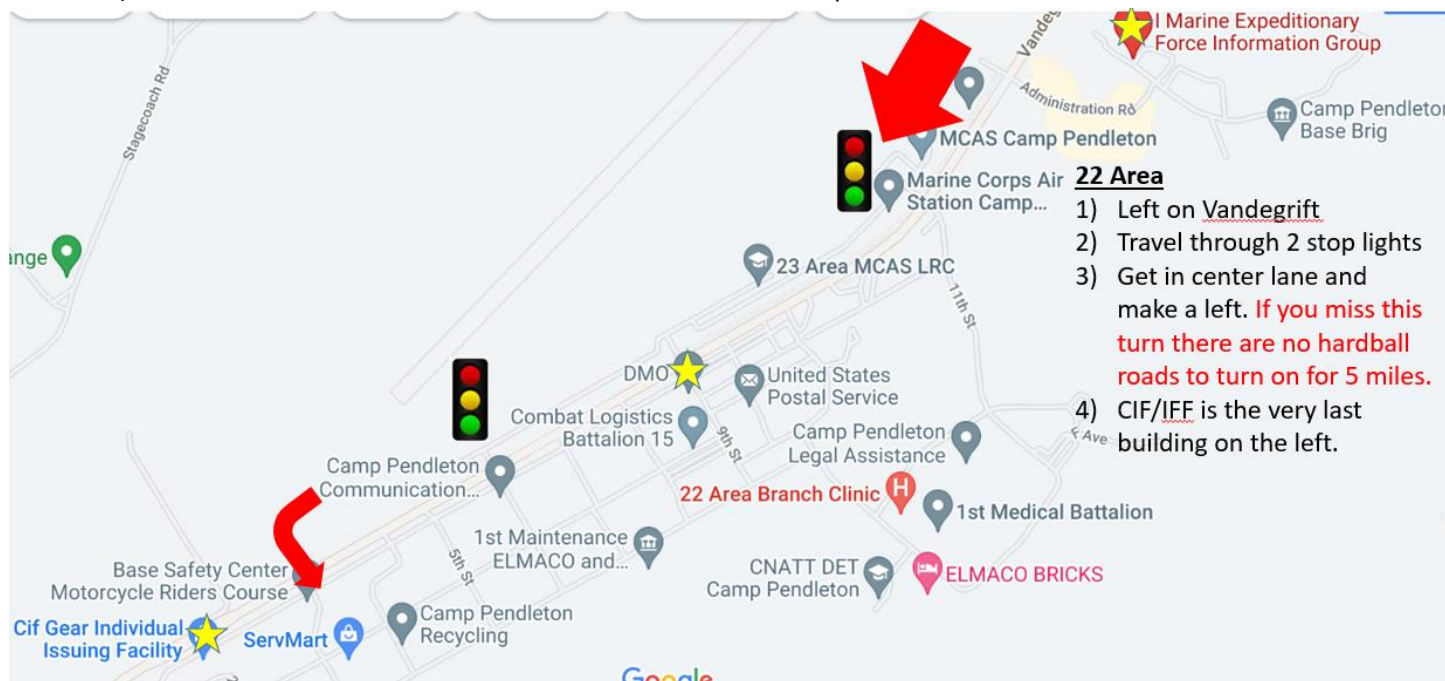 Stagecoach Rd
Vandeg
I Marine Expeditionary
Force Information Group
Administration Rd
Camp Pendleton
Base Brig
MCAS Camp Pendleton
Marine Corps Air
Station Camp...
22 Area
1) Left on Vandegrift
2) Travel through 2 stop lights
3) Get in center lane and
make a left. If you miss this
turn there are no hardball
roads to turn on for 5 miles.
4) CIF/IFF is the very last
building on the left.
ange
23 Area MCAS LRC
11th St
DMO
United States
Postal Service
Combat Logistics
Battalion 15
9th St
Camp Pendleton
Legal Assistance
F Ave
Camp Pendleton
Communication...
22 Area Branch Clinic
H
1st Medical Battalion
1st Maintenance
ELMACO and...
5th St
Base Safety Center
Motorcycle Riders Course
CNATT DET
Camp Pendleton
ELMACO BRICKS
Camp Pendleton
Recycling
Cif Gear Individual
Issuing Facility
ServMart
Google